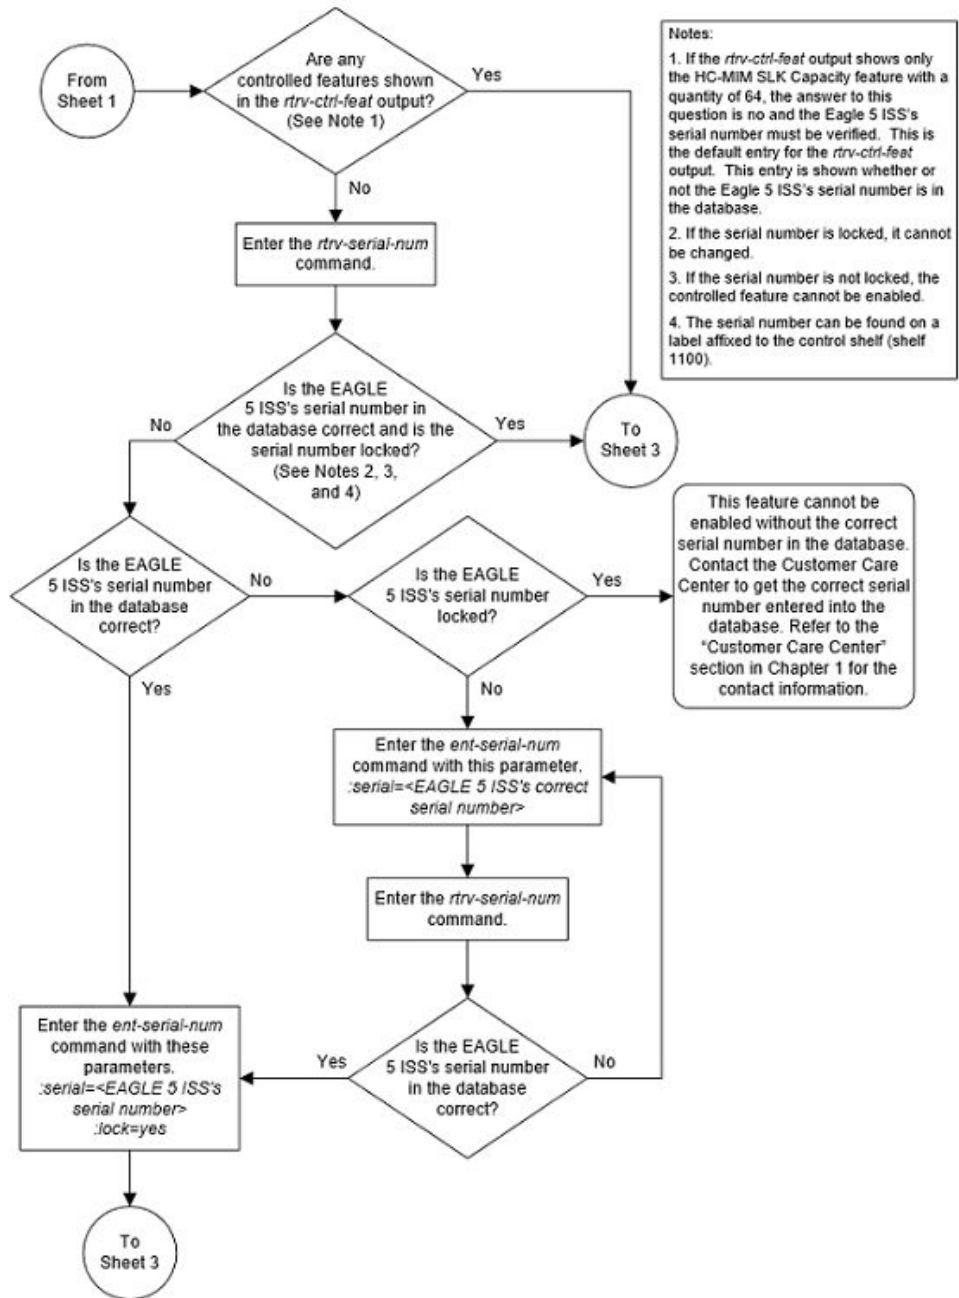 From
Sheet 1
Are any
controlled features shown
in the rtrv-ctrl-feat output?
(See Note 1)
Yes
No
Notes:
1. If the rtrv-ctrl-feat output shows only
the HC-MIM SLK Capacity feature with a
quantity of 64, the answer to this
question is no and the Eagle 5 ISS's
serial number must be verified.  This is
the default entry for the rtrv-ctrl-feat
output.  This entry is shown whether or
not the Eagle 5 ISS's serial number is in
the database.
2. If the serial number is locked, it cannot
be changed.
3. If the serial number is not locked, the
controlled feature cannot be enabled.
4. The serial number can be found on a
label affixed to the control shelf (shelf
1100).
Enter the rtrv-serial-num
command.
Is the EAGLE
5 ISS's serial number in
the database correct and is the
serial number locked?
(See Notes 2, 3,
and 4)
No
Yes
To
Sheet 3
Is the EAGLE
5 ISS's serial number
in the database
correct?
No
Yes
Is the EAGLE
5 ISS's serial number
locked?
Yes
No
This feature cannot be
enabled without the correct
serial number in the database.
Contact the Customer Care
Center to get the correct serial
number entered into the
database. Refer to the
“Customer Care Center”
section in Chapter 1 for the
contact information.
Enter the ent-serial-num
command with this parameter.
:serial=<EAGLE 5 ISS's correct
serial number>
Enter the rtrv-serial-num
command.
Is the EAGLE
5 ISS's serial number
in the database
correct?
Yes
No
Enter the ent-serial-num
command with these
parameters.
:serial=<EAGLE 5 ISS's
serial number>
:lock=yes
To
Sheet 3